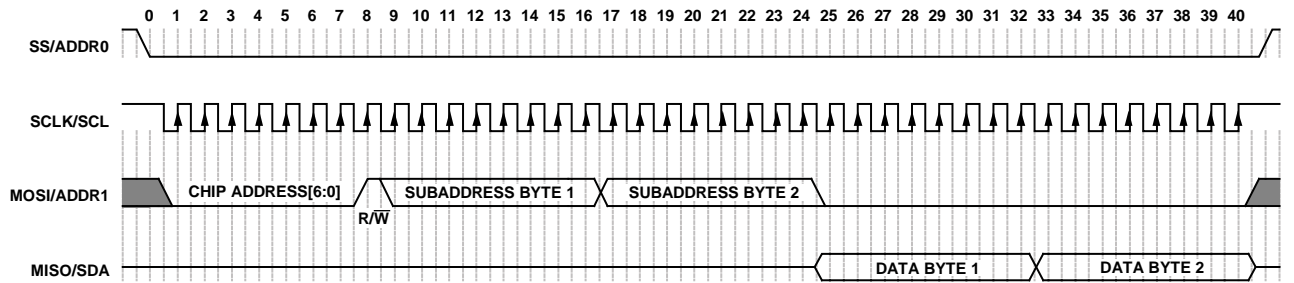 0 1 2 3 4 5 6 7 8 9 10 11 12 13 14 15 16 17 18 19 20 21 22 23 24 25 26 27 28 29 30 31 32 33 34 35 36 37 38 39 40
SS/ADDR0
SCLK/SCL
MOSI/ADDR1 CHIP ADDRESS[6:0] SUBADDRESS BYTE 1 SUBADDRESS BYTE 2
R/W̅
MISO/SDA DATA BYTE 1 DATA BYTE 2